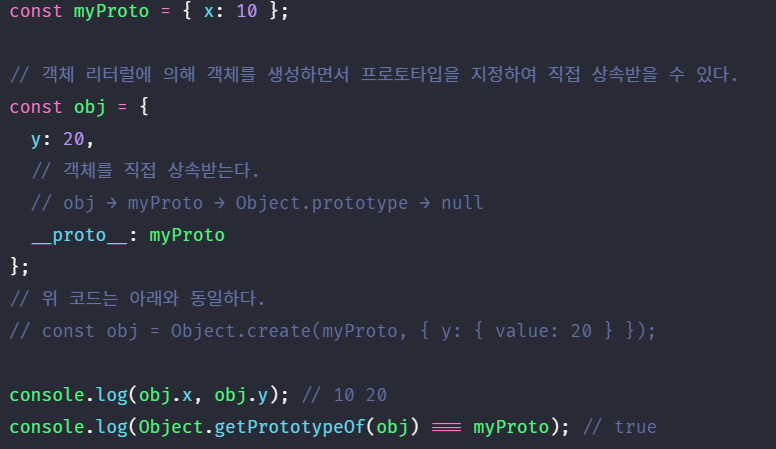 const myProto = { x: 10 };
// 객체 리터럴에 의해 객체를 생성하면서 프로토타입을 지정하여 직접 상속받을 수 있다.
const obj = {
  y: 20,
  // 객체를 직접 상속받는다.
  // obj → myProto → Object.prototype → null
  __proto__: myProto
};
// 위 코드는 아래와 동일하다.
// const obj = Object.create(myProto, { y: { value: 20 } });
console.log(obj.x, obj.y); // 10 20
console.log(Object.getPrototypeOf(obj) === myProto); // true